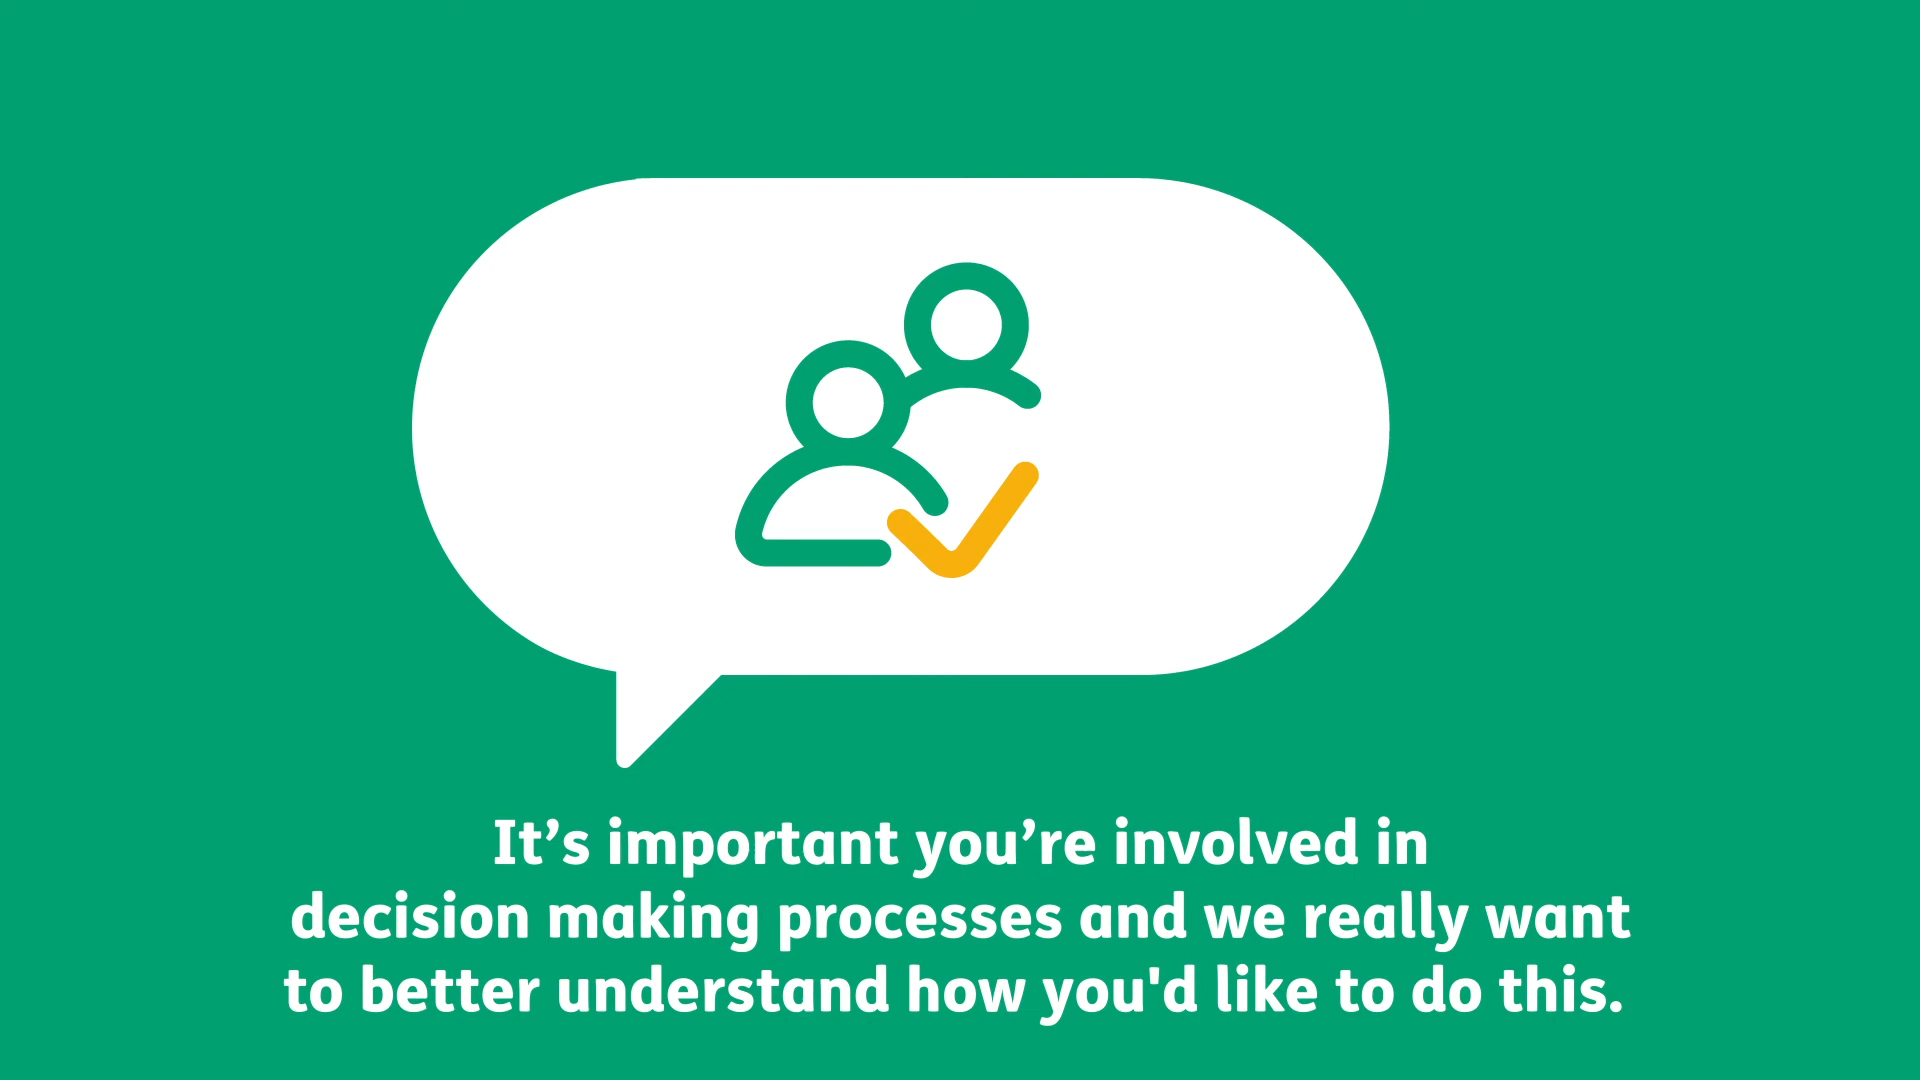 It’s important you’re involved in
decision making processes and we really want
to better understand how you'd like to do this.